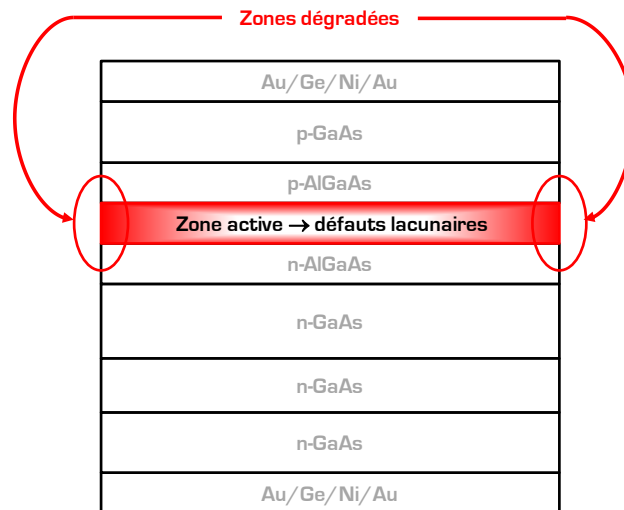 Zones dégradées
Au/Ge/Ni/Au
p-GaAs
p-AlGaAs
Zone active → défauts lacunaires
n-AlGaAs
n-GaAs
n-GaAs
n-GaAs
Au/Ge/Ni/Au